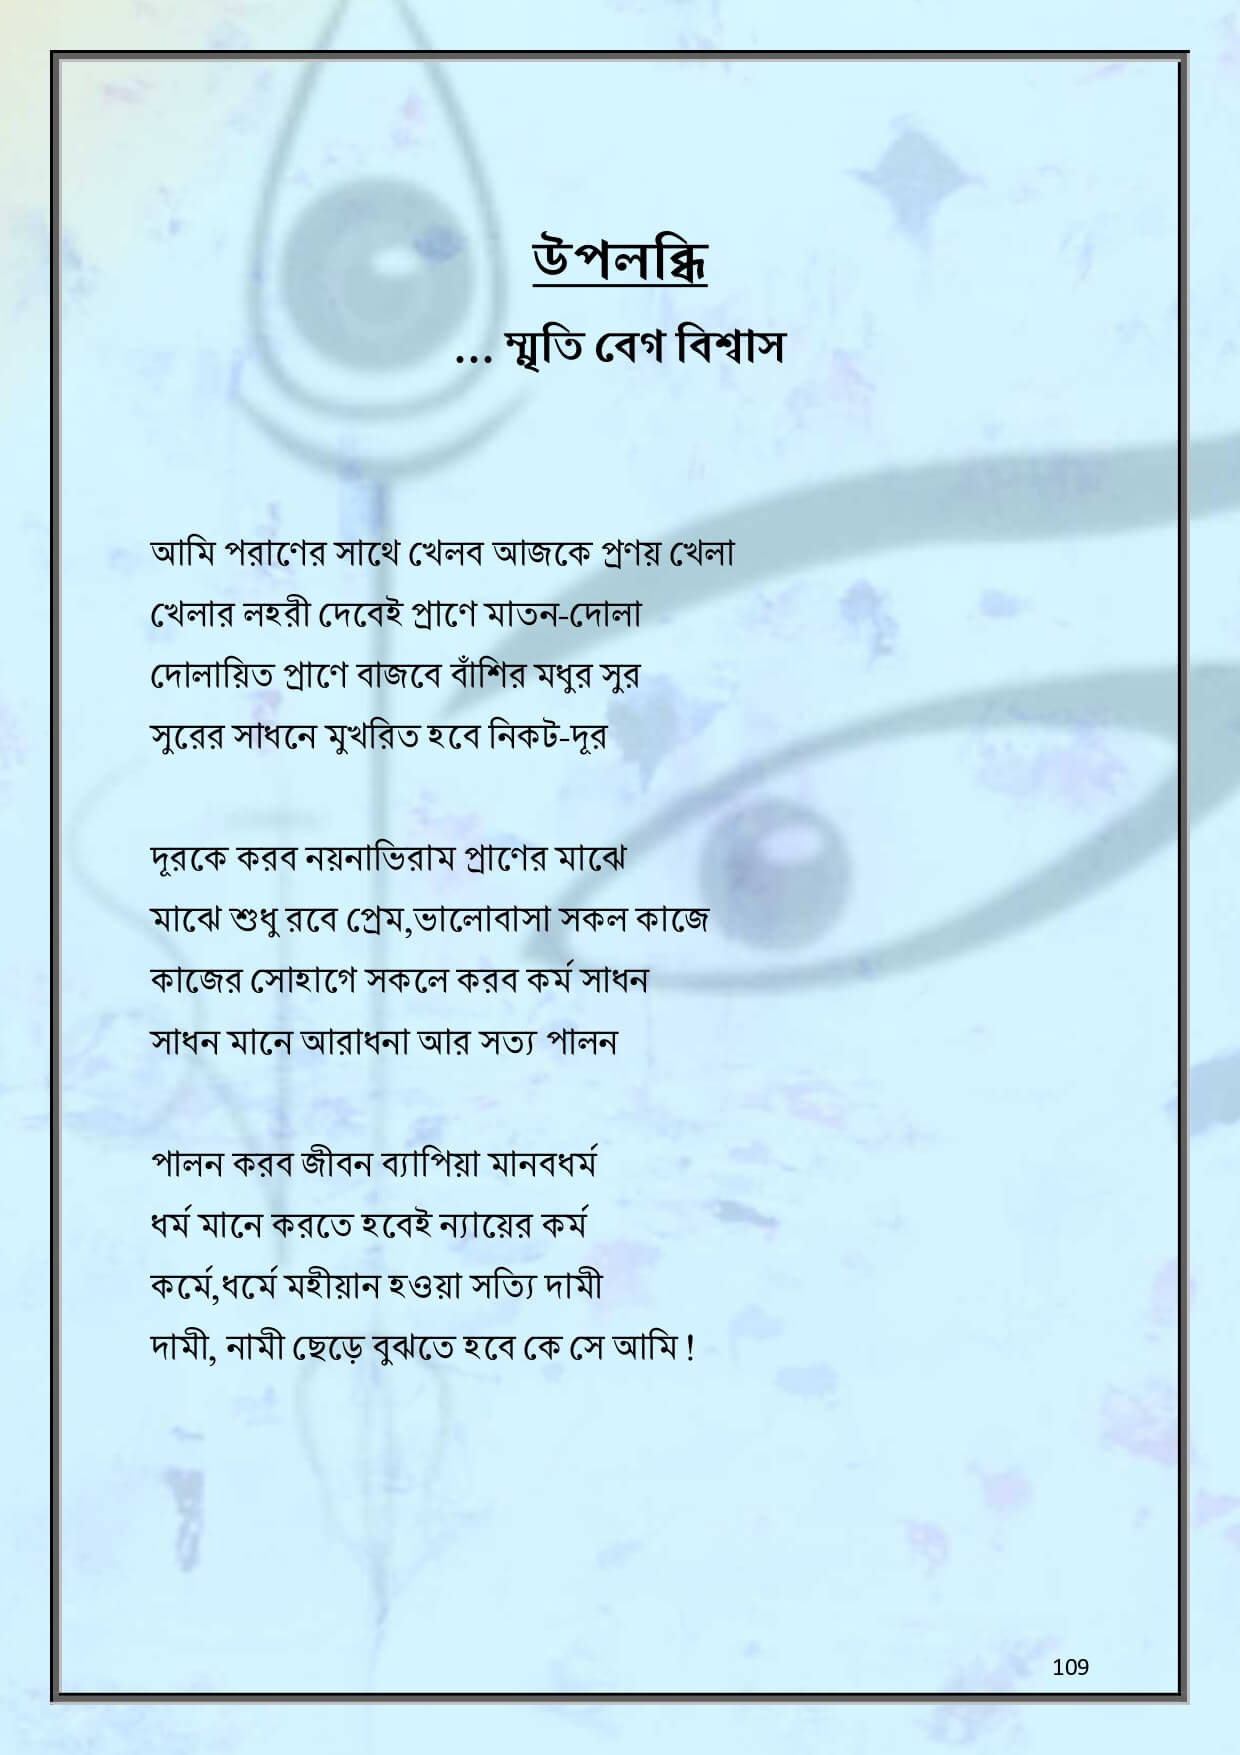 উপলব্ধি
... স্মৃতি বেগ বিশ্বাস
আমি পরাণের সাথে খেলব আজকে প্রণয় খেলা
খেলার লহরী দেবেই প্রাণে মাতন-দোলা
দোলায়িত প্রাণে বাজবে বাঁশির মধুর সুর
সুরের সাধনে মুখরিত হবে নিকট-দূর
দূরকে করব নয়নাভিরাম প্রাণের মাঝে
মাঝে শুধু রবে প্রেম,ভালোবাসা সকল কাজে
কাজের সোহাগে সকলে করব কর্ম সাধন
সাধন মানে আরাধনা আর সত্য পালন
পালন করব জীবন ব্যাপিয়া মানবধর্ম
ধর্ম মানে করতে হবেই ন্যায়ের কর্ম
কর্মে,ধর্মে মহীয়ান হওয়া সত্যি দামী
দামী, নামী ছেড়ে বুঝতে হবে কে সে আমি !
109